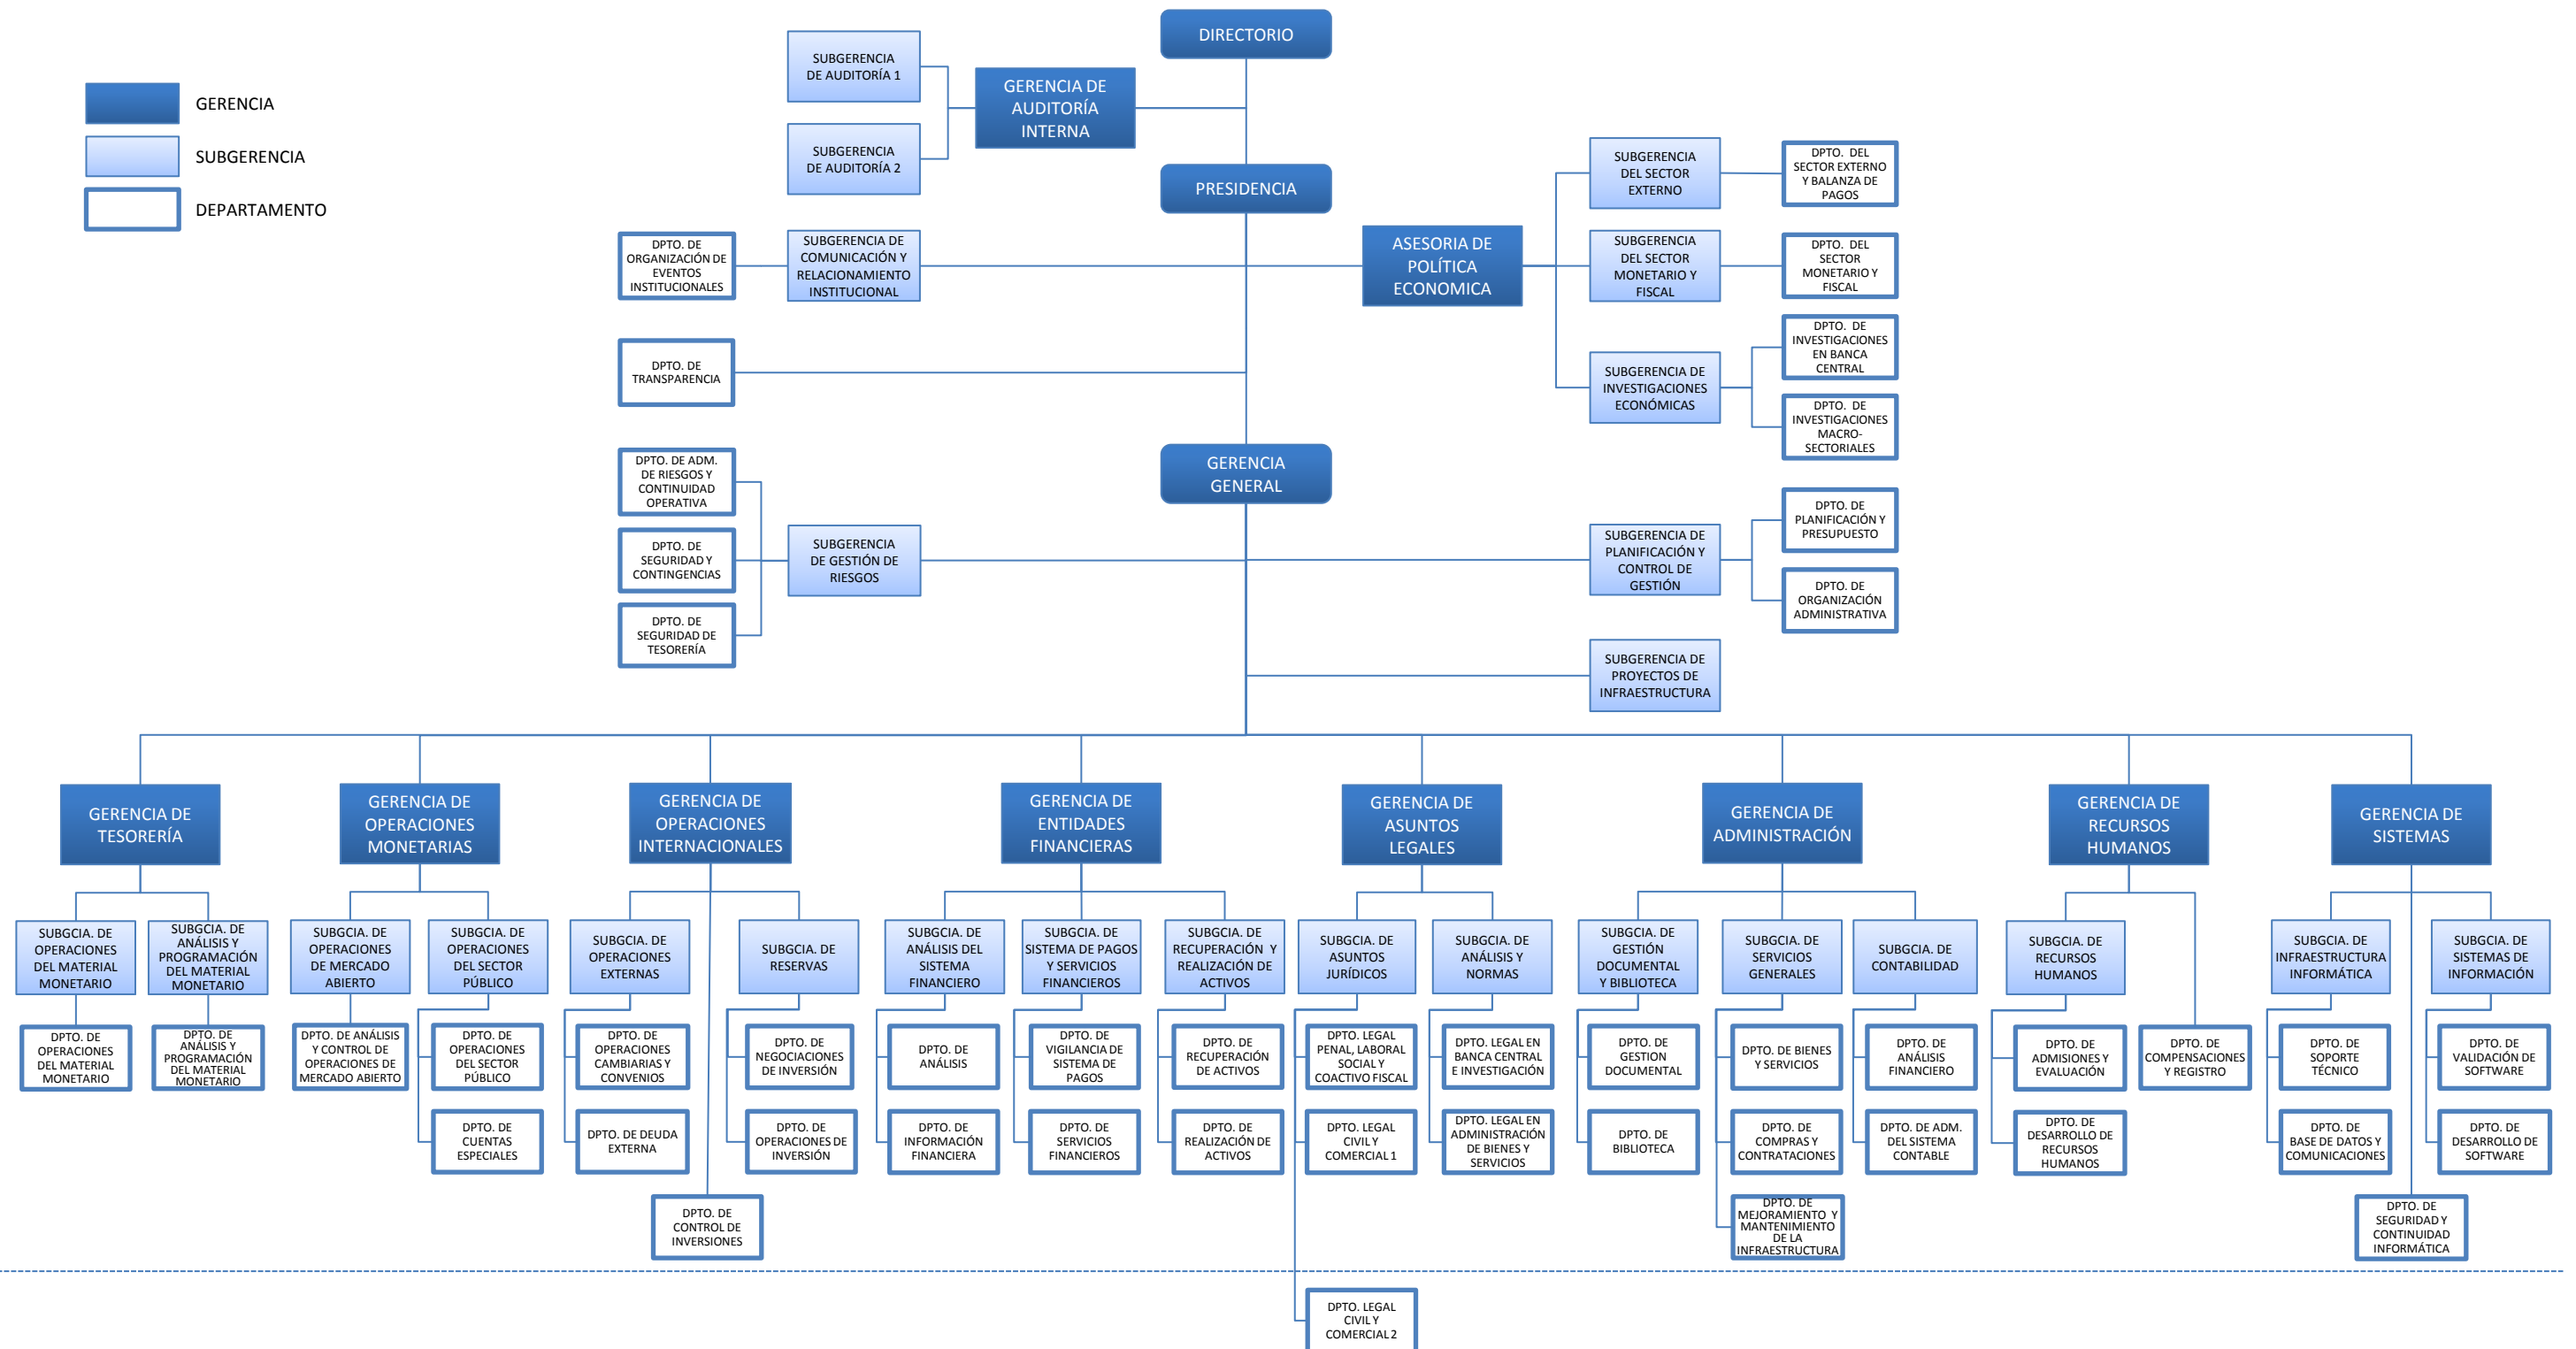 DIRECTORIO
SUBGERENCIA
DE AUDITORÍA 1
GERENCIA DE
AUDITORÍA
INTERNA
SUBGERENCIA
DE AUDITORÍA 2
GERENCIA
SUBGERENCIA
DEPARTAMENTO
PRESIDENCIA
SUBGERENCIA
DEL SECTOR
EXTERNO
DPTO. DEL
SECTOR EXTERNO
Y BALANZA DE
PAGOS
DPTO. DE
ORGANIZACIÓN DE
EVENTOS
INSTITUCIONALES
SUBGERENCIA DE
COMUNICACIÓN Y
RELACIONAMIENTO
INSTITUCIONAL
ASESORIA DE
POLÍTICA
ECONOMICA
SUBGERENCIA
DEL SECTOR
MONETARIO Y
FISCAL
DPTO. DEL
SECTOR
MONETARIO Y
FISCAL
DPTO. DE
TRANSPARENCIA
SUBGERENCIA DE
INVESTIGACIONES
ECONÓMICAS
DPTO. DE
INVESTIGACIONES
EN BANCA
CENTRAL
DPTO. DE
INVESTIGACIONES
MACRO-
SECTORIALES
GERENCIA
GENERAL
DPTO. DE ADM.
DE RIESGOS Y
CONTINUIDAD
OPERATIVA
DPTO. DE
SEGURIDAD Y
CONTINGENCIAS
DPTO. DE
SEGURIDAD DE
TESORERÍA
SUBGERENCIA
DE GESTIÓN DE
RIESGOS
SUBGERENCIA DE
PLANIFICACIÓN Y
CONTROL DE
GESTIÓN
DPTO. DE
PLANIFICACIÓN Y
PRESUPUESTO
DPTO. DE
ORGANIZACIÓN
ADMINISTRATIVA
SUBGERENCIA DE
PROYECTOS DE
INFRAESTRUCTURA
GERENCIA DE
TESORERÍA
GERENCIA DE
OPERACIONES
MONETARIAS
GERENCIA DE
OPERACIONES
INTERNACIONALES
GERENCIA DE
ENTIDADES
FINANCIERAS
GERENCIA DE
ASUNTOS
LEGALES
GERENCIA DE
ADMINISTRACIÓN
GERENCIA DE
RECURSOS
HUMANOS
GERENCIA DE
SISTEMAS
SUBGCIA. DE
OPERACIONES
DEL MATERIAL
MONETARIO
SUBGCIA. DE
ANÁLISIS Y
PROGRAMACIÓN
DEL MATERIAL
MONETARIO
SUBGCIA. DE
OPERACIONES
DE MERCADO
ABIERTO
SUBGCIA. DE
OPERACIONES
DEL SECTOR
PÚBLICO
SUBGCIA. DE
OPERACIONES
EXTERNAS
SUBGCIA. DE
RESERVAS
SUBGCIA. DE
ANÁLISIS DEL
SISTEMA
FINANCIERO
SUBGCIA. DE
SISTEMA DE PAGOS
Y SERVICIOS
FINANCIEROS
SUBGCIA. DE
RECUPERACIÓN Y
REALIZACIÓN DE
ACTIVOS
SUBGCIA. DE
ASUNTOS
JURÍDICOS
SUBGCIA. DE
ANÁLISIS Y
NORMAS
SUBGCIA. DE
GESTIÓN
DOCUMENTAL
Y BIBLIOTECA
SUBGCIA. DE
SERVICIOS
GENERALES
SUBGCIA. DE
CONTABILIDAD
SUBGCIA. DE
RECURSOS
HUMANOS
SUBGCIA. DE
INFRAESTRUCTURA
INFORMÁTICA
SUBGCIA. DE
SISTEMAS DE
INFORMACIÓN
DPTO. DE
OPERACIONES
DEL MATERIAL
MONETARIO
DPTO. DE
ANÁLISIS Y
PROGRAMACIÓN
DEL MATERIAL
MONETARIO
DPTO. DE ANÁLISIS
Y CONTROL DE
OPERACIONES DE
MERCADO ABIERTO
DPTO. DE
OPERACIONES
DEL SECTOR
PÚBLICO
DPTO. DE
OPERACIONES
CAMBIARIAS Y
CONVENIOS
DPTO. DE
NEGOCIACIONES
DE INVERSIÓN
DPTO. DE
ANÁLISIS
DPTO. DE
VIGILANCIA DE
SISTEMA DE
PAGOS
DPTO. DE
RECUPERACIÓN
DE ACTIVOS
DPTO. LEGAL
PENAL, LABORAL
SOCIAL Y
COACTIVO FISCAL
DPTO. LEGAL EN
BANCA CENTRAL
E INVESTIGACIÓN
DPTO. DE
GESTION
DOCUMENTAL
DPTO. DE BIENES
Y SERVICIOS
DPTO. DE
ANÁLISIS
FINANCIERO
DPTO. DE
ADMISIONES Y
EVALUACIÓN
DPTO. DE
COMPENSACIONES
Y REGISTRO
DPTO. DE
SOPORTE
TÉCNICO
DPTO. DE
VALIDACIÓN DE
SOFTWARE
DPTO. DE
CUENTAS
ESPECIALES
DPTO. DE DEUDA
EXTERNA
DPTO. DE
OPERACIONES DE
INVERSIÓN
DPTO. DE
INFORMACIÓN
FINANCIERA
DPTO. DE
SERVICIOS
FINANCIEROS
DPTO. DE
REALIZACIÓN DE
ACTIVOS
DPTO. LEGAL
CIVIL Y
COMERCIAL 1
DPTO. LEGAL EN
ADMINISTRACIÓN
DE BIENES Y
SERVICIOS
DPTO. DE
BIBLIOTECA
DPTO. DE
COMPRAS Y
CONTRATACIONES
DPTO. DE ADM.
DEL SISTEMA
CONTABLE
DPTO. DE
DESARROLLO DE
RECURSOS
HUMANOS
DPTO. DE
BASE DE DATOS Y
COMUNICACIONES
DPTO. DE
DESARROLLO DE
SOFTWARE
DPTO. DE
CONTROL DE
INVERSIONES
DPTO. DE
MEJORAMIENTO Y
MANTENIMIENTO
DE LA
INFRAESTRUCTURA
DPTO. DE
SEGURIDAD Y
CONTINUIDAD
INFORMÁTICA
DPTO. LEGAL
CIVIL Y
COMERCIAL 2